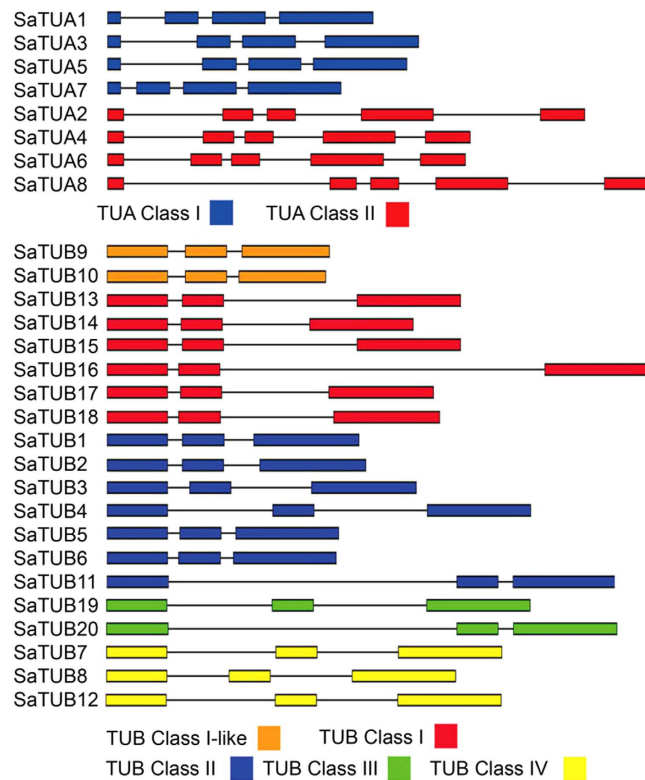 SaTUA1
SaTUA3
SaTUA5
SaTUA7
SaTUA2
SaTUA4
SaTUA6
SaTUA8
TUA Class I TUA Class II
SaTUB9
SaTUB10
SaTUB13
SaTUB14
SaTUB15
SaTUB16
SaTUB17
SaTUB18
SaTUB1
SaTUB2
SaTUB3
SaTUB4
SaTUB5
SaTUB6
SaTUB11
SaTUB19
SaTUB20
SaTUB7
SaTUB8
SaTUB12
TUB Class I-like TUB Class I
TUB Class II TUB Class III TUB Class IV